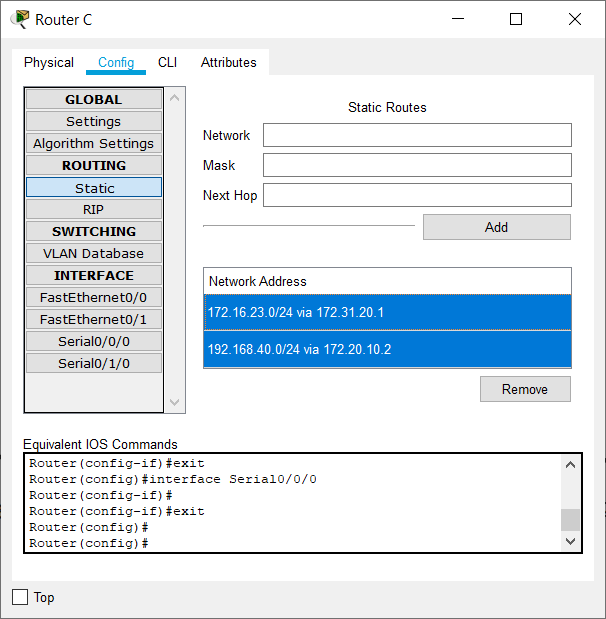 Router C
Physical Config CLI Attributes
GLOBAL
Settings
Algorithm Settings
ROUTING
Static
RIP
SWITCHING
VLAN Database
INTERFACE
FastEthernet0/0
FastEthernet0/1
Serial0/0/0
Serial0/1/0
Static Routes
Network
Mask
Next Hop
Add
Network Address
172.16.23.0/24 via 172.31.20.1
192.168.40.0/24 via 172.20.10.2
Remove
Equivalent IOS Commands
Router(config-if)#exit
Router(config)#interface Serial0/0/0
Router(config-if)#
Router(config-if)#exit
Router(config)#
Router(config)#
Top